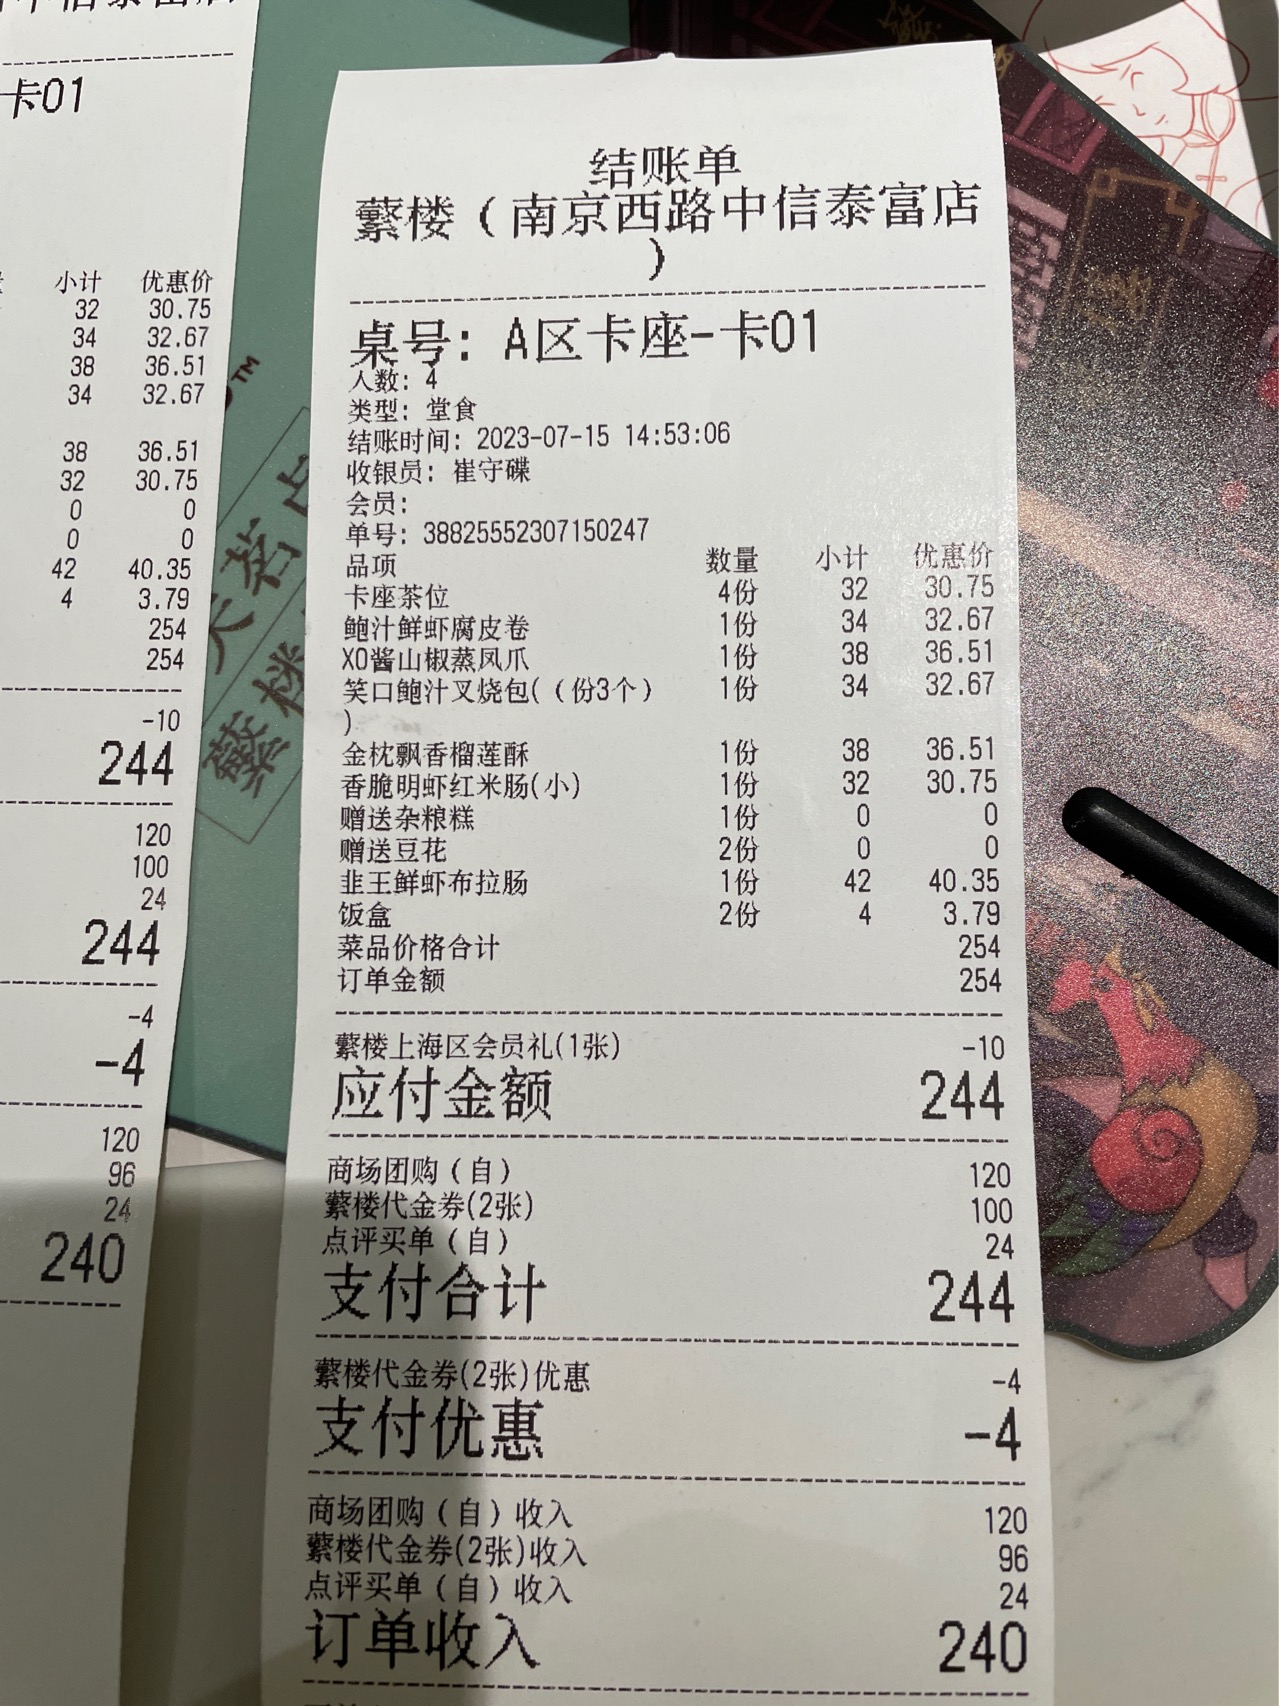 卡01
小计 优惠价
32 30.75
34 32.67
38 36.51
34 32.67
38 36.51
32 30.75
0 0
0 0
42 40.35
4 3.79
254
254
-10
244
120
100
24
244
-4
-4
120
96
24
240
结账单
蘩楼（南京西路中信泰富店
）
桌号: A区卡座-卡01
人数: 4
类型: 堂食
结账时间: 2023-07-15 14:53:06
收银员: 崔守碟
会员:
单号: 38825552307150247
品项 数量 小计 优惠价
卡座茶位 4份 32 30.75
鲍汁鲜虾腐皮卷 1份 34 32.67
XO酱山椒蒸凤爪 1份 38 36.51
笑口鲍汁叉烧包(（份3个） 1份 34 32.67
)
金枕飘香榴莲酥 1份 38 36.51
香脆明虾红米肠(小) 1份 32 30.75
赠送杂粮糕 1份 0 0
赠送豆花 2份 0 0
韭王鲜虾布拉肠 1份 42 40.35
饭盒 2份 4 3.79
菜品价格合计 254
订单金额 254
蘩楼上海区会员礼(1张) -10
应付金额 244
商场团购（自） 120
蘩楼代金券(2张) 100
点评买单（自） 24
支付合计 244
蘩楼代金券(2张)优惠 -4
支付优惠 -4
商场团购（自）收入 120
蘩楼代金券(2张)收入 96
点评买单（自）收入 24
订单收入 240